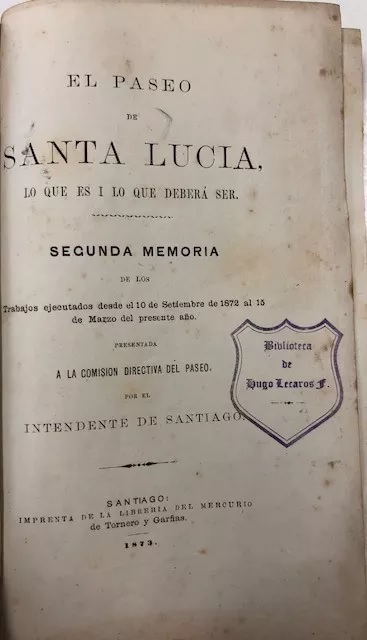 EL PASEO
DE
SANTA LUCIA,
LO QUE ES I LO QUE DEBERÁ SER.
SEGUNDA MEMORIA
DE LOS
Trabajos ejecutados desde el 10 de Setiembre de 1872 al 15
de Marzo del presente año.
PRESENTADA
A LA COMISION DIRECTIVA DEL PASEO,
POR EL
INTENDENTE DE SANTIAGO.
Biblioteca
de
Hugo Lecaros F.
SANTIAGO:
IMPRENTA DE LA LIBRERIA DEL MERCURIO
de Tornero y Garfias.
1873.